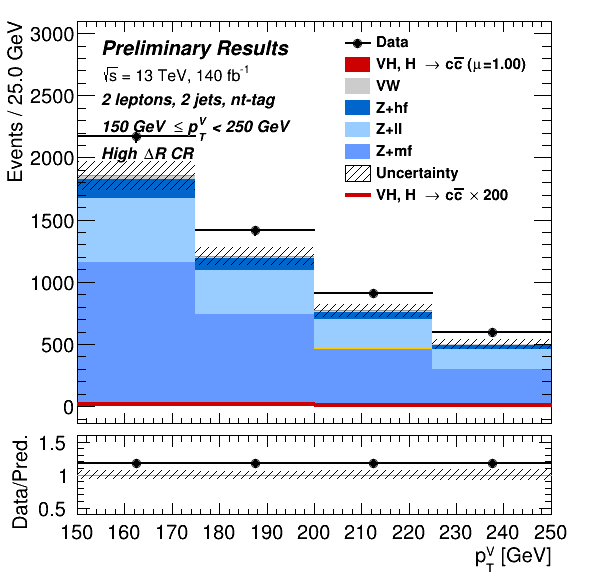 Events / 25.0 GeV
3000
2500
2000
1500
1000
500
0
Preliminary Results
√s = 13 TeV, 140 fb⁻¹
2 leptons, 2 jets, nt-tag
150 GeV ≤ p_T^V < 250 GeV
High ΔR CR
Data
VH, H → cc̅ (μ=1.00)
VW
Z+hf
Z+ll
Z+mf
Uncertainty
VH, H → cc̅ × 200
Data/Pred.
1.5
1
0.5
150 160 170 180 190 200 210 220 230 240 250
p_T^V [GeV]